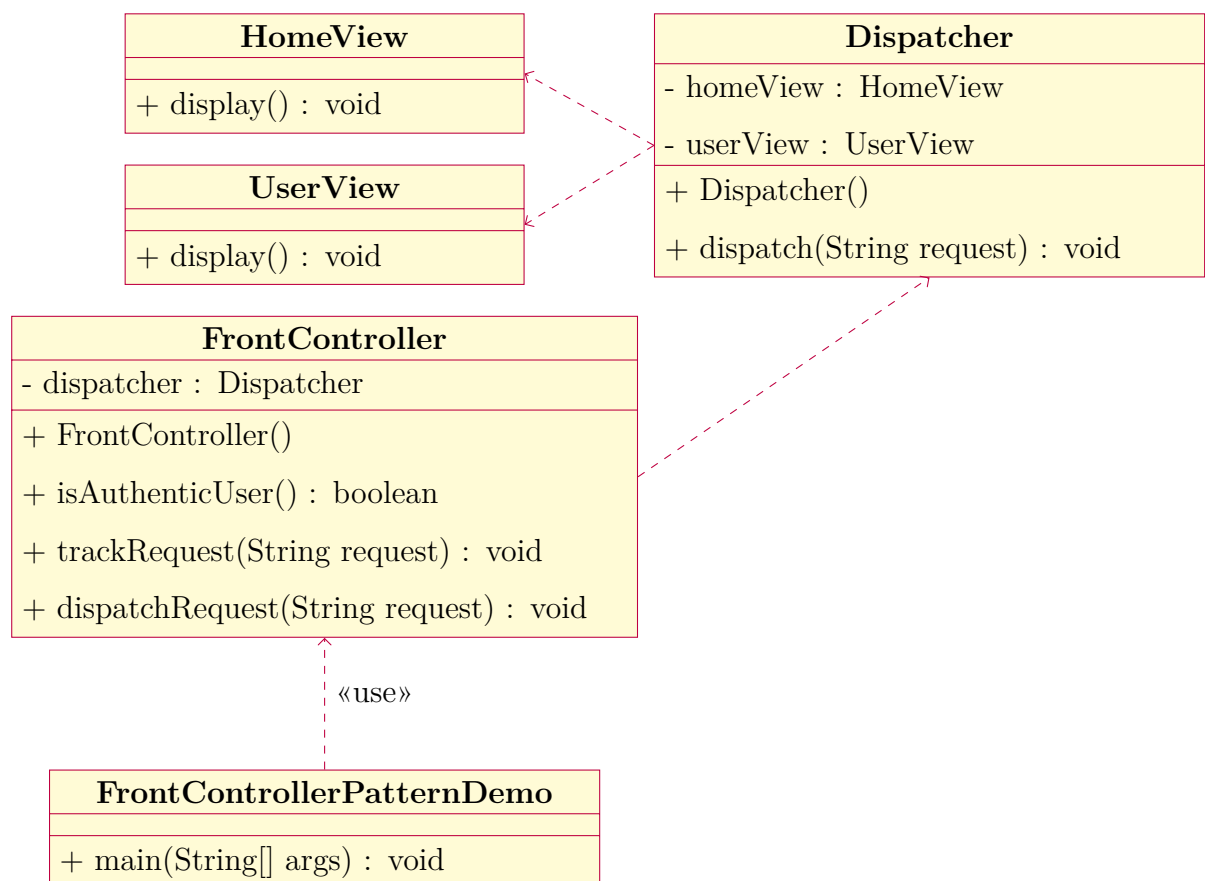 HomeView
+ display() : void
UserView
+ display() : void
Dispatcher
- homeView : HomeView
- userView : UserView
+ Dispatcher()
+ dispatch(String request) : void
FrontController
- dispatcher : Dispatcher
+ FrontController()
+ isAuthenticUser() : boolean
+ trackRequest(String request) : void
+ dispatchRequest(String request) : void
«use»
FrontControllerPatternDemo
+ main(String[] args) : void